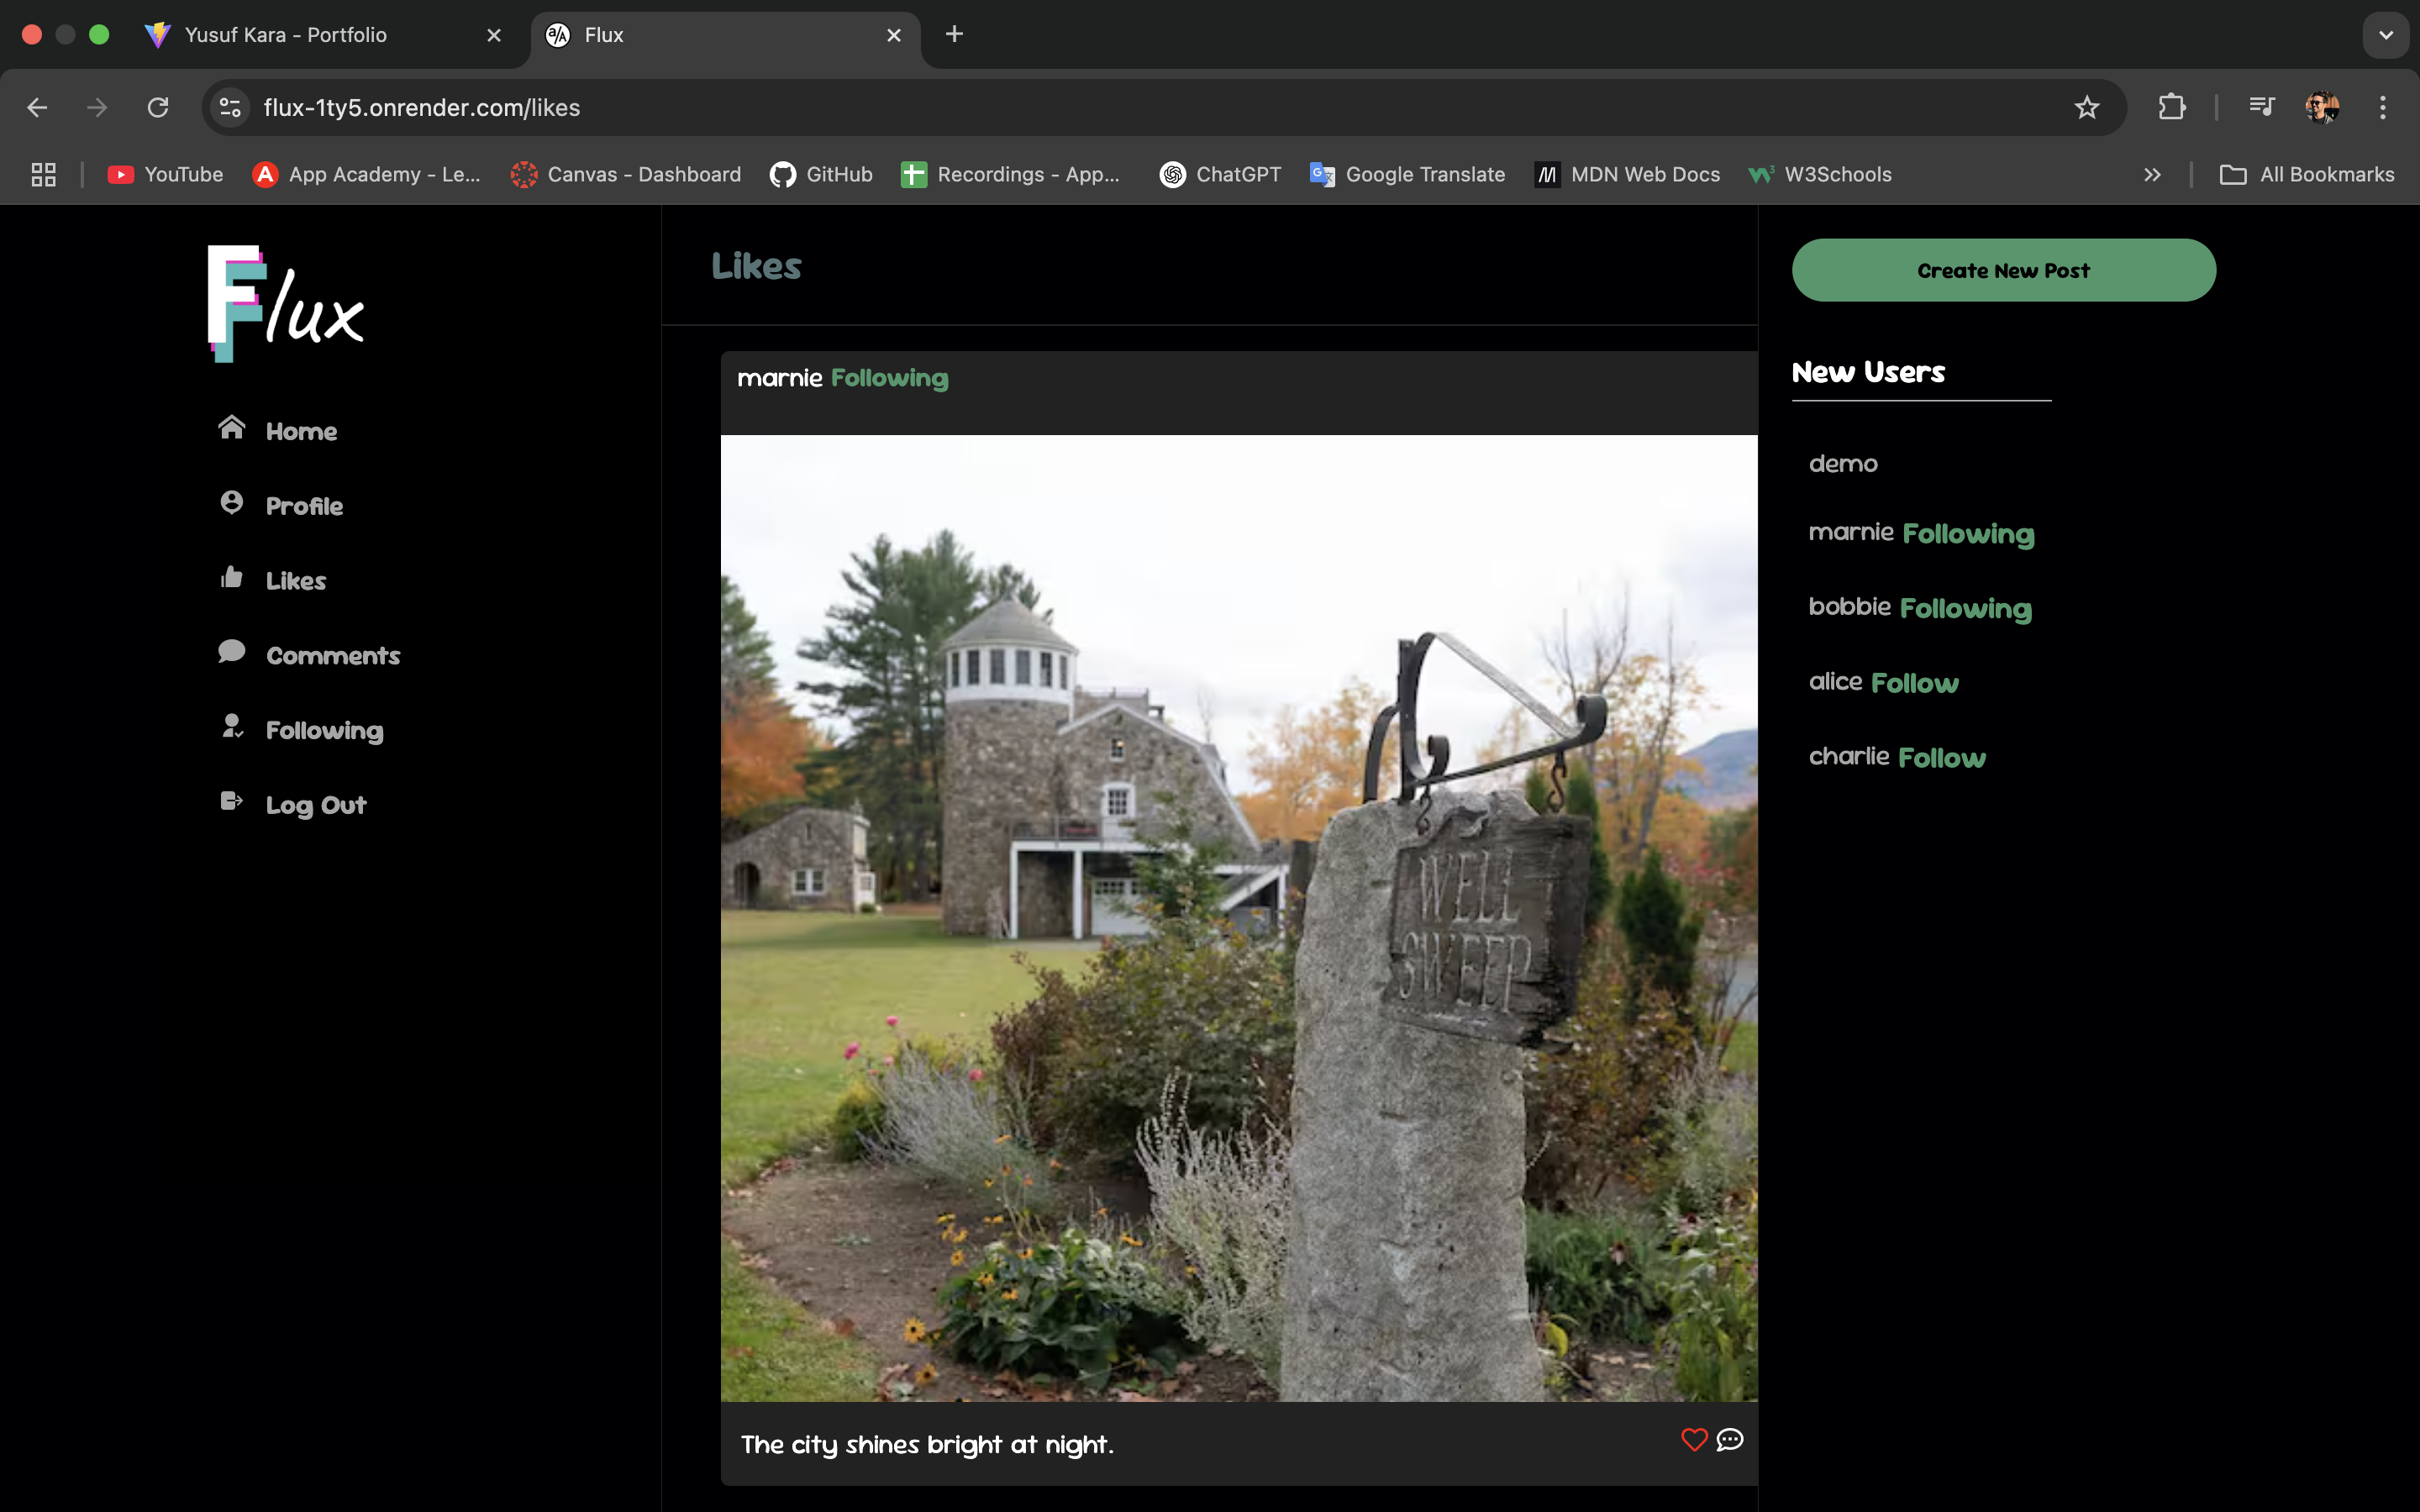 Yusuf Kara - Portfolio
Flux
flux-1ty5.onrender.com/likes
YouTube
App Academy - Le...
Canvas - Dashboard
GitHub
Recordings - App...
ChatGPT
Google Translate
MDN Web Docs
W3Schools
All Bookmarks
Flux
Home
Profile
Likes
Comments
Following
Log Out
Likes
marnie Following
WELL
SWEEP
The city shines bright at night.
Create New Post
New Users
demo
marnie Following
bobbie Following
alice Follow
charlie Follow